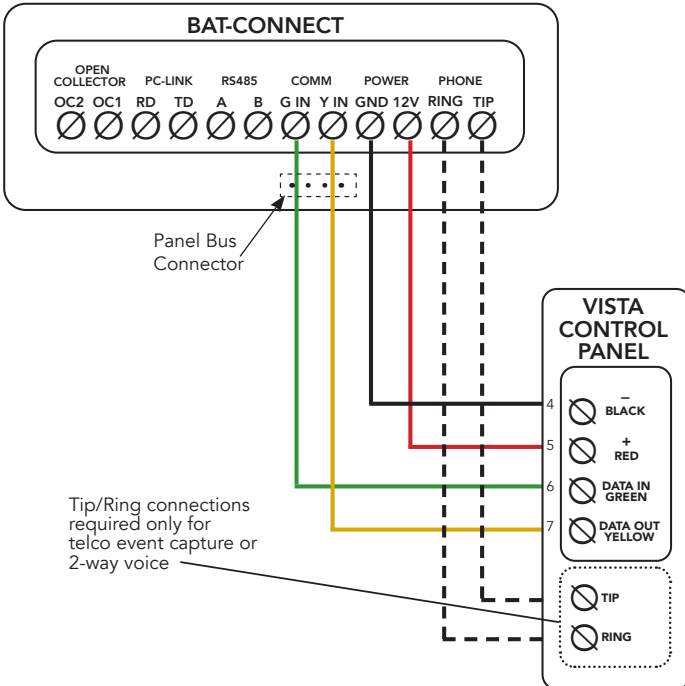 BAT-CONNECT
OPEN
COLLECTOR PC-LINK RS485 COMM POWER PHONE
OC2 OC1 RD TD A B G IN Y IN GND 12V RING TIP
Panel Bus
Connector
VISTA
CONTROL
PANEL
4 –
BLACK
5 +
RED
6 DATA IN
GREEN
7 DATA OUT
YELLOW
Tip/Ring connections
required only for
telco event capture or
2-way voice
TIP
RING